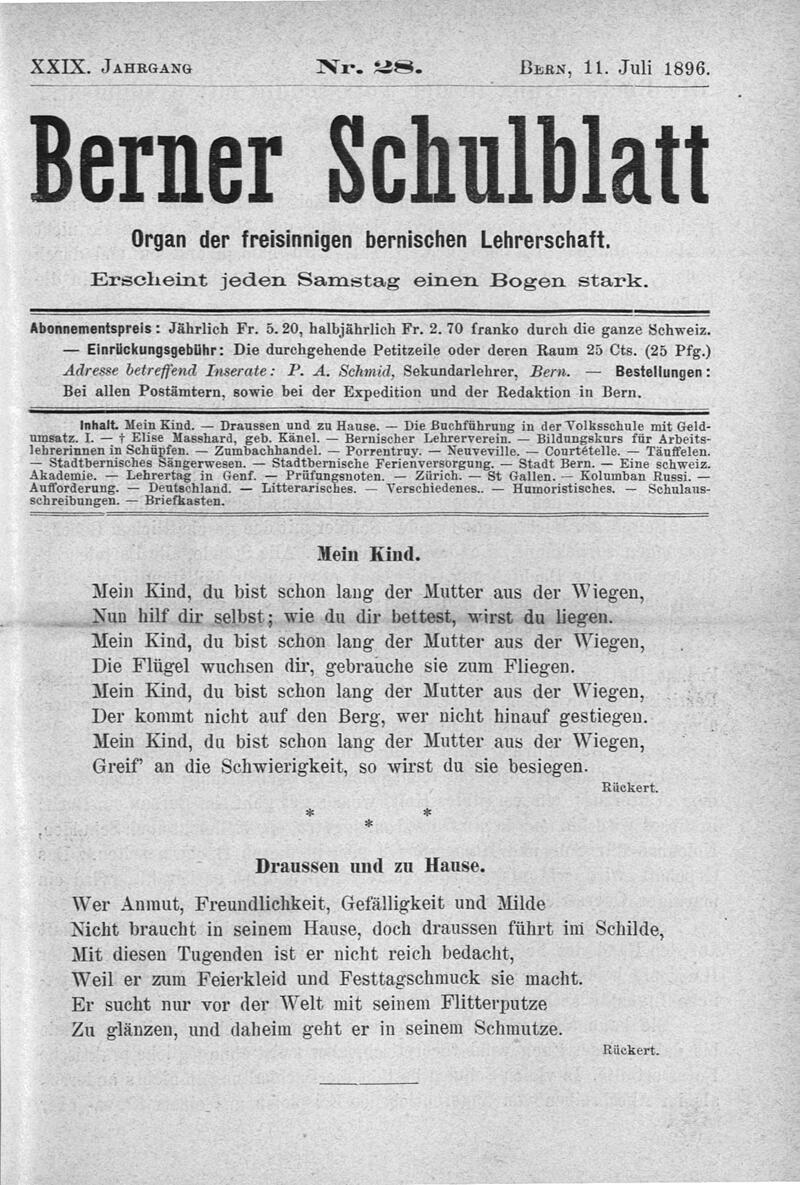 XXIX. Jahrgang Nr. 28. Bern, 11. Juli 1896.
Berner Schulblatt
Organ der freisinnigen bernischen Lehrerschaft.
Erscheint jeden Samstag einen Bogen stark.
Abonnementspreis: Jährlich Fr. 5. 20, halbjährlich Fr. 2. 70 franko durch die ganze Schweiz.
— Einrückungsgebühr: Die durchgehende Petitzeile oder deren Raum 25 Cts. (25 Pfg.)
Adresse betreffend Inserate: P. A. Schmid, Sekundarlehrer, Bern. — Bestellungen:
Bei allen Postämtern, sowie bei der Expedition und der Redaktion in Bern.
Inhalt. Mein Kind. — Draussen und zu Hause. — Die Buchführung in der Volksschule mit Geld-
umsatz. I. — † Elise Masshard, geb. Känel. — Bernischer Lehrerverein. — Bildungskurs für Arbeits-
lehrerinnen in Schüpfen. — Zumbachhandel. — Porrentruy. — Neuveville. — Courtételle. — Täuffelen.
— Stadtbernisches Sängerwesen. — Stadtbernische Ferienversorgung. — Stadt Bern. — Eine schweiz.
Akademie. — Lehrertag in Genf. — Prüfungsnoten. — Zürich. — St Gallen. — Kolumban Russi. —
Aufforderung. — Deutschland. — Litterarisches. — Verschiedenes.. — Humoristisches. — Schulaus-
schreibungen. — Briefkasten.
Mein Kind.
Mein Kind, du bist schon lang der Mutter aus der Wiegen,
Nun hilf dir selbst; wie du dir bettest, wirst du liegen.
Mein Kind, du bist schon lang der Mutter aus der Wiegen,
Die Flügel wuchsen dir, gebrauche sie zum Fliegen.
Mein Kind, du bist schon lang der Mutter aus der Wiegen,
Der kommt nicht auf den Berg, wer nicht hinauf gestiegen.
Mein Kind, du bist schon lang der Mutter aus der Wiegen,
Greif' an die Schwierigkeit, so wirst du sie besiegen.
Rückert.
* * *
Draussen und zu Hause.
Wer Anmut, Freundlichkeit, Gefälligkeit und Milde
Nicht braucht in seinem Hause, doch draussen führt im Schilde,
Mit diesen Tugenden ist er nicht reich bedacht,
Weil er zum Feierkleid und Festtagschmuck sie macht.
Er sucht nur vor der Welt mit seinem Flitterputze
Zu glänzen, und daheim geht er in seinem Schmutze.
Rückert.